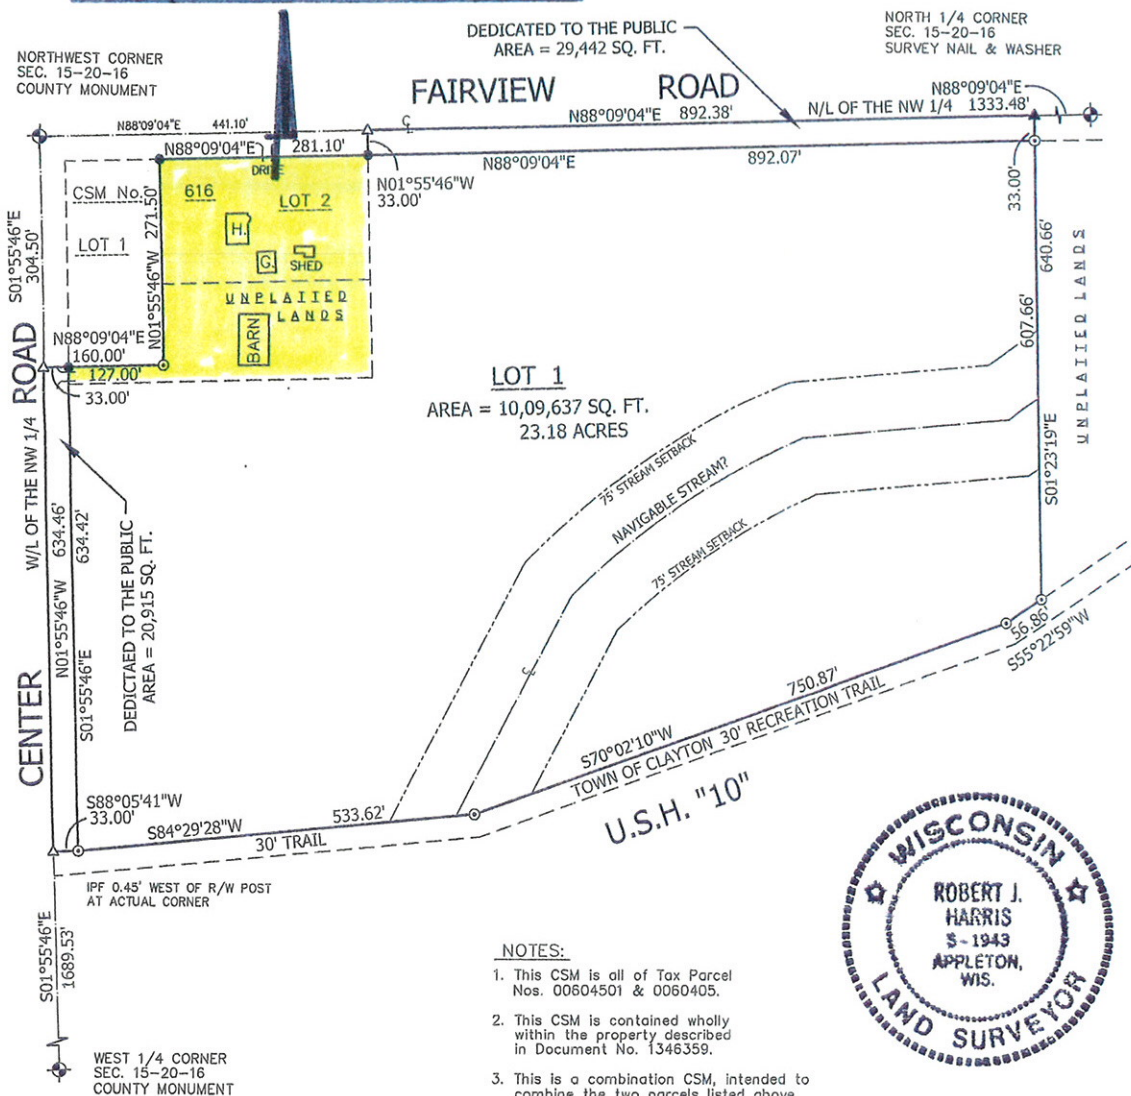 NORTHWEST CORNER
SEC. 15-20-16
COUNTY MONUMENT
DEDICATED TO THE PUBLIC
AREA = 29,442 SQ. FT.
NORTH 1/4 CORNER
SEC. 15-20-16
SURVEY NAIL & WASHER
FAIRVIEW ROAD
N88°09'04"E
N88°09'04"E 441.10'
N88°09'04"E 892.38'
N/L OF THE NW 1/4 1333.48'
N88°09'04"E 281.10'
DRIVE
N88°09'04"E 892.07'
N01°55'46"W
33.00'
33.00'
CSM No. 616
LOT 2
LOT 1
H.
G.
SHED
UNPLATTED
LANDS
BARN
S01°55'46"E
304.50'
N01°55'46"W 271.50'
N88°09'04"E
160.00'
127.00'
33.00'
640.66'
607.66'
S01°23'19"E
UNPLATTED LANDS
LOT 1
AREA = 10,09,637 SQ. FT.
23.18 ACRES
75' STREAM SETBACK
NAVIGABLE STREAM?
75' STREAM SETBACK
CENTER ROAD
W/L OF THE NW 1/4
N01°55'46"W 634.46'
S01°55'46"E 634.42'
DEDICTAED TO THE PUBLIC
AREA = 20,915 SQ. FT.
56.86'
S55°22'59"W
750.87'
S70°02'10"W
TOWN OF CLAYTON 30' RECREATION TRAIL
U.S.H. "10"
S88°05'41"W
33.00'
S84°29'28"W 533.62'
30' TRAIL
IPF 0.45' WEST OF R/W POST
AT ACTUAL CORNER
S01°55'46"E
1689.53'
WEST 1/4 CORNER
SEC. 15-20-16
COUNTY MONUMENT
NOTES:
1. This CSM is all of Tax Parcel
Nos. 00604501 & 0060405.
2. This CSM is contained wholly
within the property described
in Document No. 1346359.
3. This is a combination CSM, intended to
combine the two parcels listed above
WISCONSIN
ROBERT J.
HARRIS
S-1943
APPLETON,
WIS.
LAND SURVEYOR